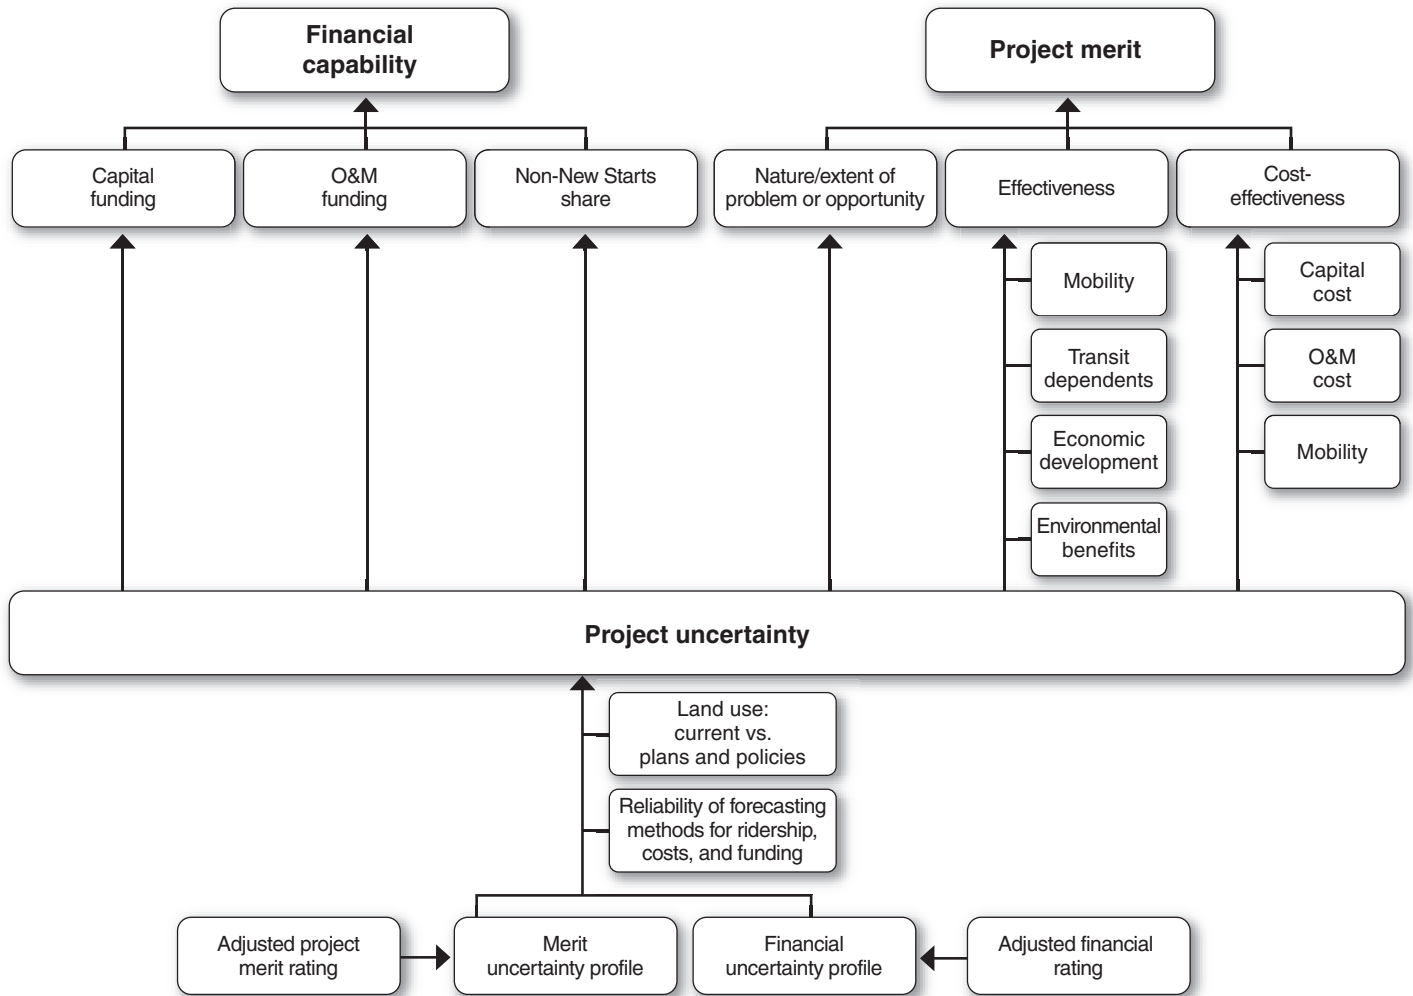 Financial
capability
Project merit
Capital
funding
O&M
funding
Non-New Starts
share
Nature/extent of
problem or opportunity
Effectiveness
Cost-
effectiveness
Mobility
Transit
dependents
Economic
development
Environmental
benefits
Capital
cost
O&M
cost
Mobility
Project uncertainty
Land use:
current vs.
plans and policies
Reliability of forecasting
methods for ridership,
costs, and funding
Adjusted project
merit rating
Merit
uncertainty profile
Financial
uncertainty profile
Adjusted financial
rating